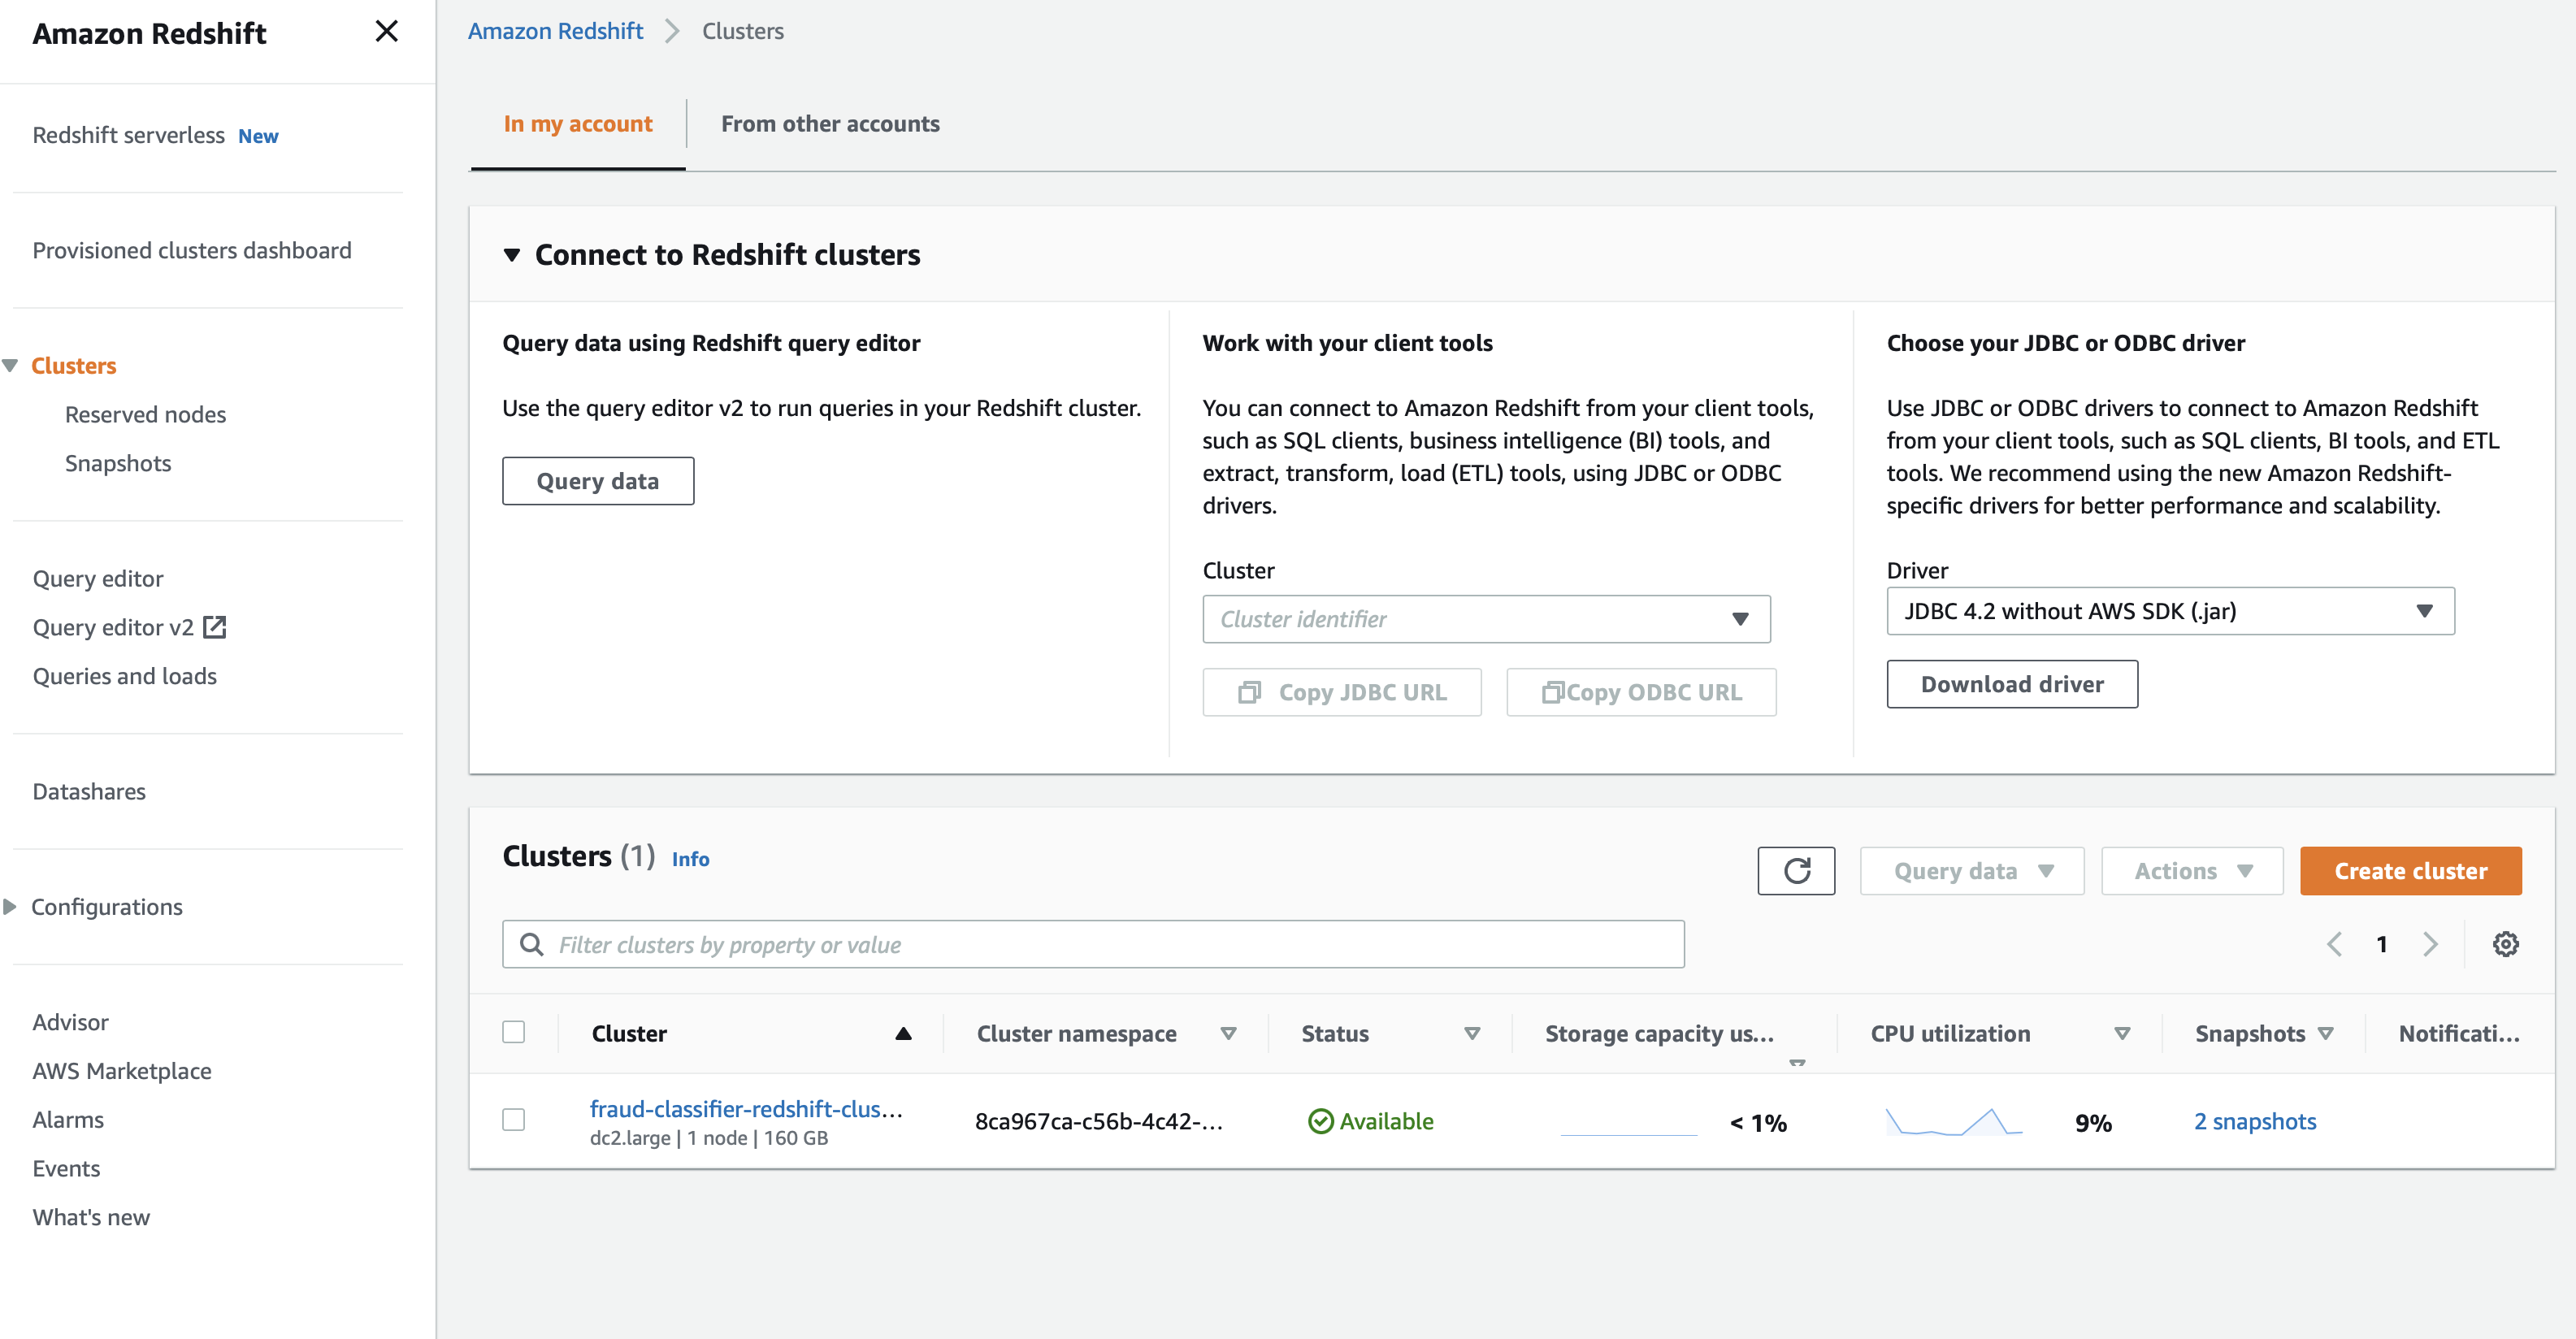 Amazon Redshift
Redshift serverless New
Provisioned clusters dashboard
Clusters
Reserved nodes
Snapshots
Query editor
Query editor v2
Queries and loads
Datashares
Configurations
Advisor
AWS Marketplace
Alarms
Events
What's new
Amazon Redshift Clusters
In my account From other accounts
Connect to Redshift clusters
Query data using Redshift query editor
Use the query editor v2 to run queries in your Redshift cluster.
Query data
Work with your client tools
You can connect to Amazon Redshift from your client tools,
such as SQL clients, business intelligence (BI) tools, and
extract, transform, load (ETL) tools, using JDBC or ODBC
drivers.
Cluster
Cluster identifier
Copy JDBC URL Copy ODBC URL
Choose your JDBC or ODBC driver
Use JDBC or ODBC drivers to connect to Amazon Redshift
from your client tools, such as SQL clients, BI tools, and ETL
tools. We recommend using the new Amazon Redshift-
specific drivers for better performance and scalability.
Driver
JDBC 4.2 without AWS SDK (.jar)
Download driver
Clusters (1) Info
Query data Actions Create cluster
Filter clusters by property or value
1
Cluster Cluster namespace Status Storage capacity us... CPU utilization Snapshots Notificati...
fraud-classifier-redshift-clus... 8ca967ca-c56b-4c42-... Available < 1% 9% 2 snapshots
dc2.large | 1 node | 160 GB